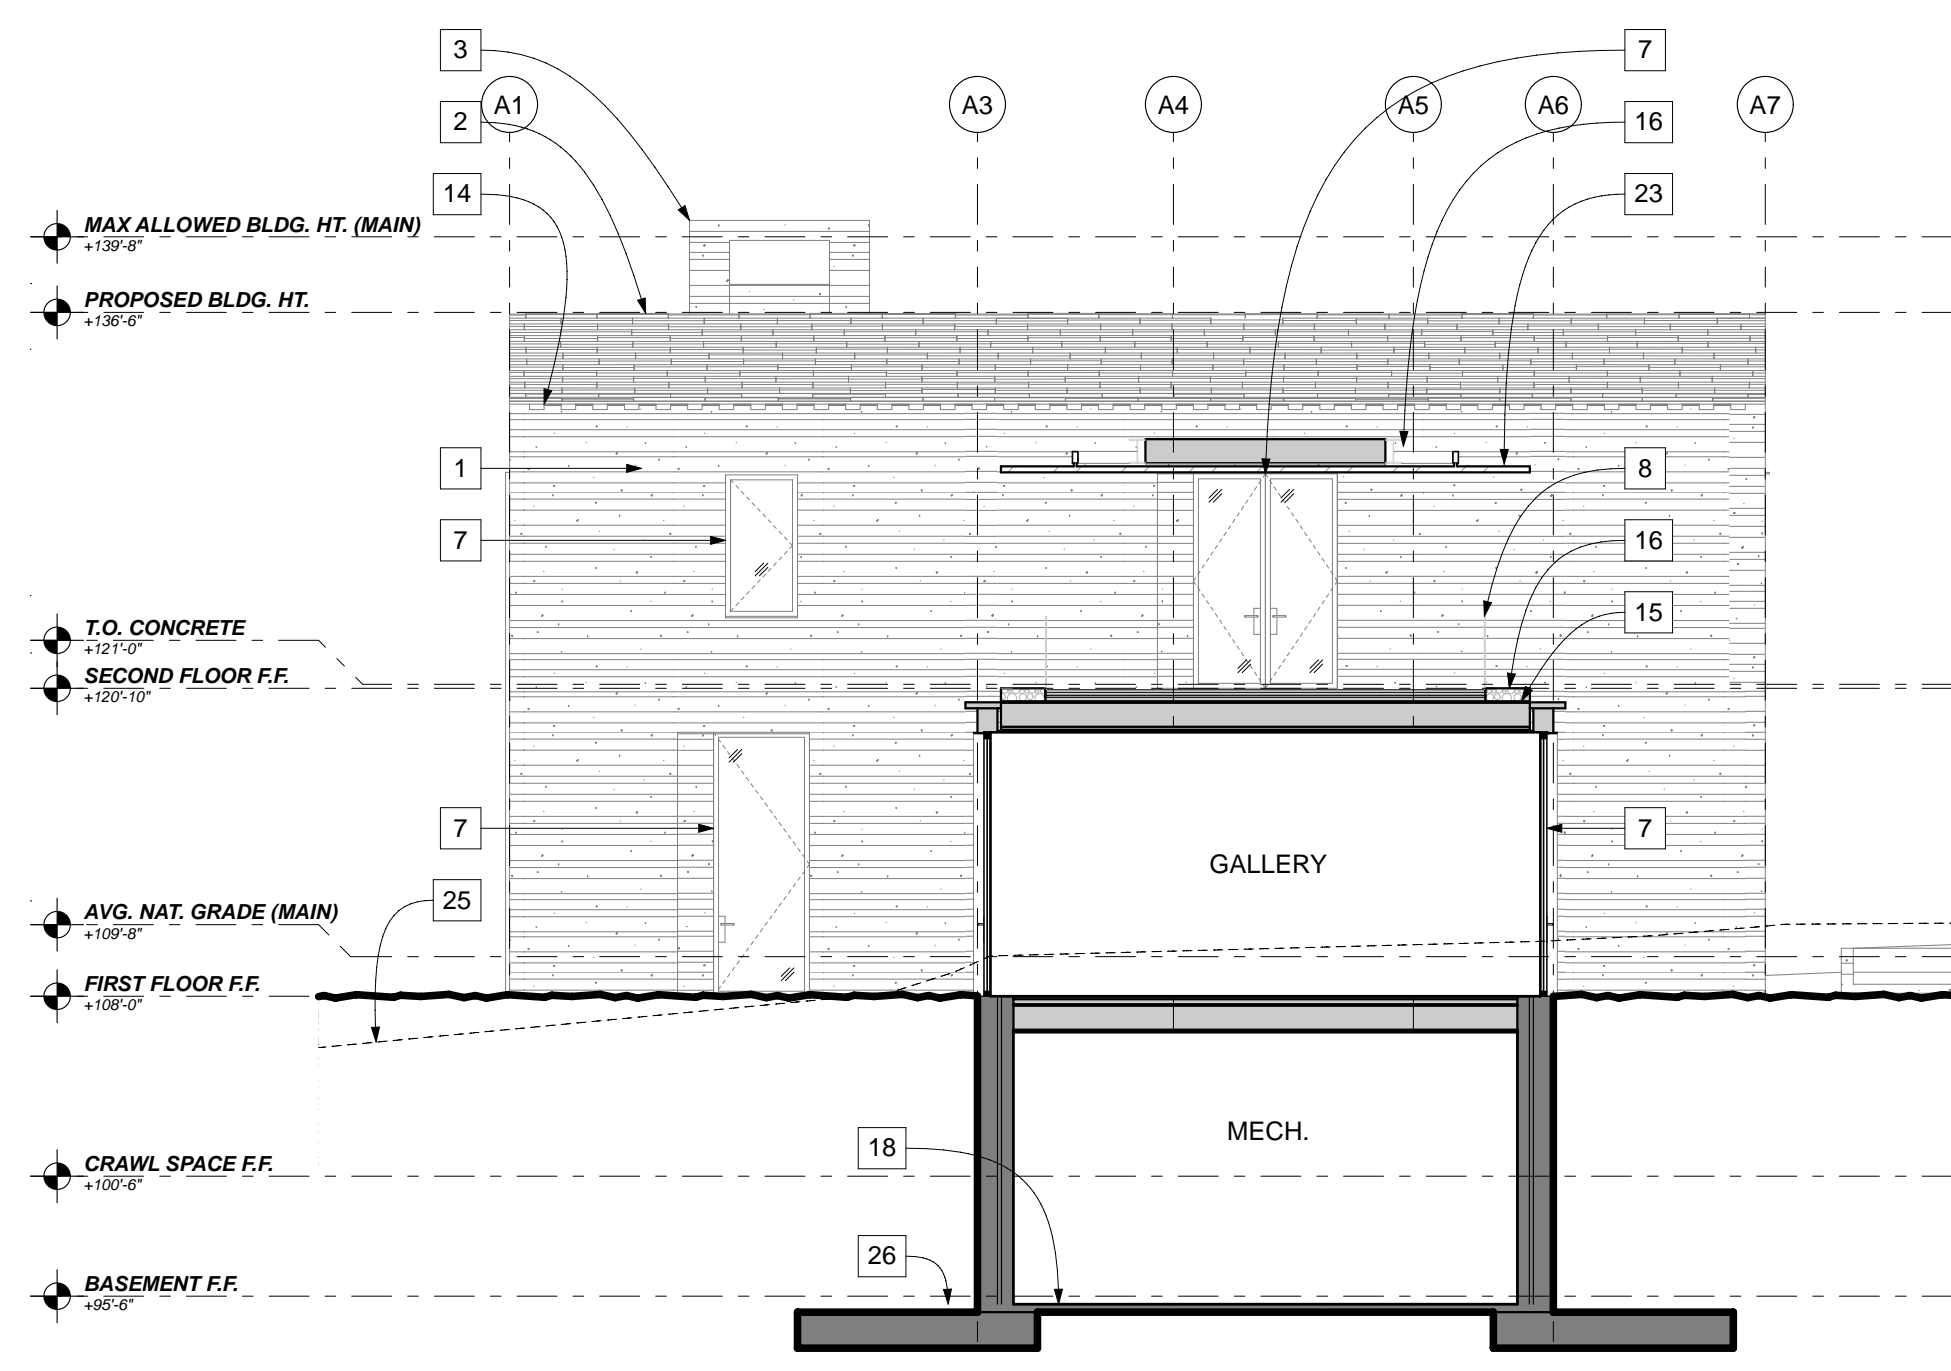 3
7
A1
A3
A4
A5
A6
A7
2
16
14
23
MAX ALLOWED BLDG. HT. (MAIN)
+139'-8"
PROPOSED BLDG. HT.
+136'-6"
1
8
7
16
15
T.O. CONCRETE
+121'-0"
SECOND FLOOR F.F.
+120'-10"
7
7
GALLERY
25
AVG. NAT. GRADE (MAIN)
+109'-8"
FIRST FLOOR F.F.
+108'-0"
MECH.
18
CRAWL SPACE F.F.
+100'-6"
26
BASEMENT F.F.
+95'-6"